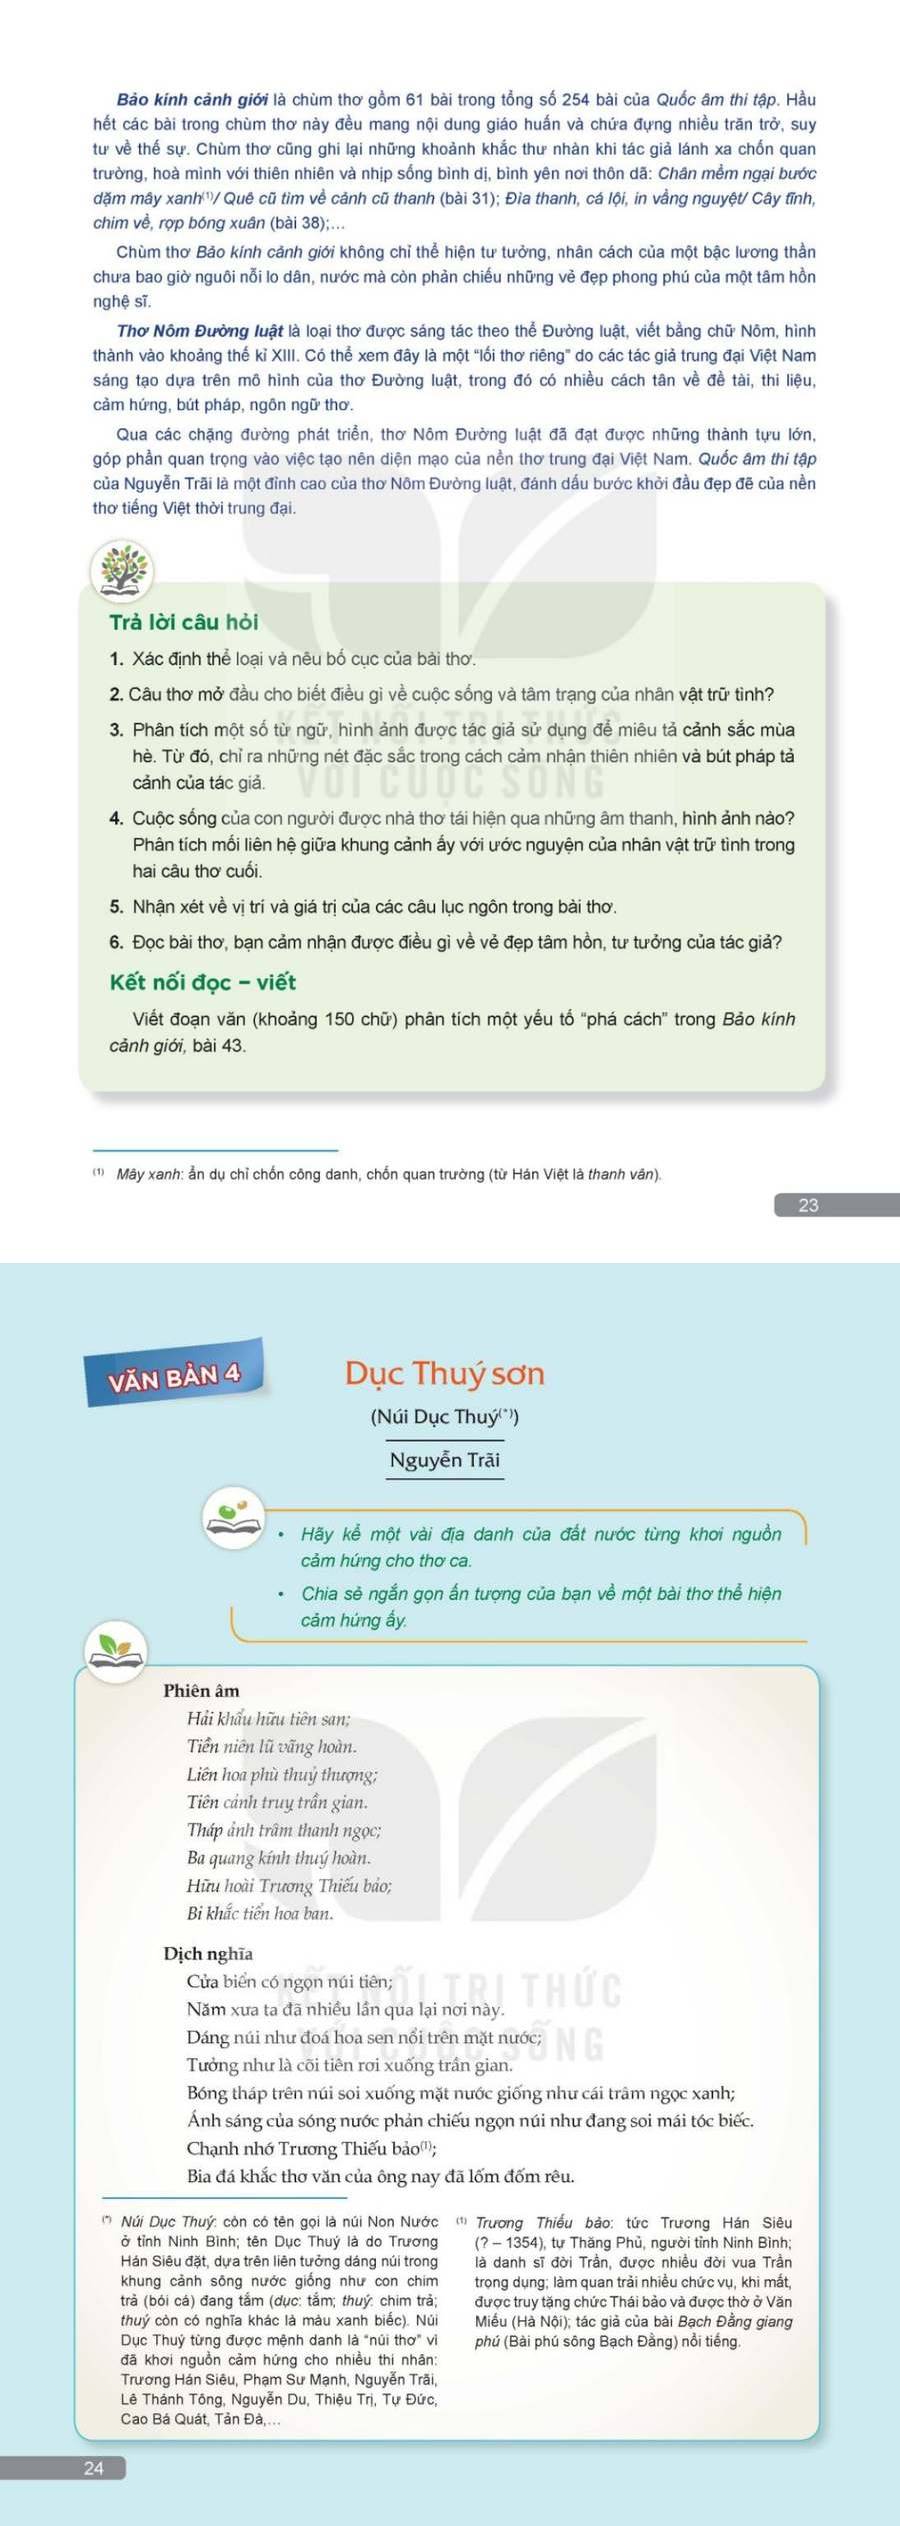 Bảo kính cảnh giới là chùm thơ gồm 61 bài trong tổng số 254 bài của Quốc âm thi tập. Hầu
hết các bài trong chùm thơ này đều mang nội dung giáo huấn và chứa đựng nhiều trăn trở, suy
tư về thế sự. Chùm thơ cũng ghi lại những khoảnh khắc thư nhàn khi tác giả lánh xa chốn quan
trường, hoà mình với thiên nhiên và nhịp sống bình dị, bình yên nơi thôn dã: Chân mềm ngại bước
dặm mây xanh(1)/ Quê cũ tìm về cảnh cũ thanh (bài 31); Đìa thanh, cá lội, in vầng nguyệt/ Cây tĩnh,
chim về, rợp bóng xuân (bài 38);...
Chùm thơ Bảo kính cảnh giới không chỉ thể hiện tư tưởng, nhân cách của một bậc lương thần
chưa bao giờ nguôi nỗi lo dân, nước mà còn phản chiếu những vẻ đẹp phong phú của một tâm hồn
nghệ sĩ.
Thơ Nôm Đường luật là loại thơ được sáng tác theo thể Đường luật, viết bằng chữ Nôm, hình
thành vào khoảng thế kỉ XIII. Có thể xem đây là một “lối thơ riêng” do các tác giả trung đại Việt Nam
sáng tạo dựa trên mô hình của thơ Đường luật, trong đó có nhiều cách tân về đề tài, thi liệu,
cảm hứng, bút pháp, ngôn ngữ thơ.
Qua các chặng đường phát triển, thơ Nôm Đường luật đã đạt được những thành tựu lớn,
góp phần quan trọng vào việc tạo nên diện mạo của nền thơ trung đại Việt Nam. Quốc âm thi tập
của Nguyễn Trãi là một đỉnh cao của thơ Nôm Đường luật, đánh dấu bước khởi đầu đẹp đẽ của nền
thơ tiếng Việt thời trung đại.
Trả lời câu hỏi
1. Xác định thể loại và nêu bố cục của bài thơ.
2. Câu thơ mở đầu cho biết điều gì về cuộc sống và tâm trạng của nhân vật trữ tình?
3. Phân tích một số từ ngữ, hình ảnh được tác giả sử dụng để miêu tả cảnh sắc mùa
hè. Từ đó, chỉ ra những nét đặc sắc trong cách cảm nhận thiên nhiên và bút pháp tả
cảnh của tác giả.
4. Cuộc sống của con người được nhà thơ tái hiện qua những âm thanh, hình ảnh nào?
Phân tích mối liên hệ giữa khung cảnh ấy với ước nguyện của nhân vật trữ tình trong
hai câu thơ cuối.
5. Nhận xét về vị trí và giá trị của các câu lục ngôn trong bài thơ.
6. Đọc bài thơ, bạn cảm nhận được điều gì về vẻ đẹp tâm hồn, tư tưởng của tác giả?
Kết nối đọc – viết
Viết đoạn văn (khoảng 150 chữ) phân tích một yếu tố “phá cách” trong Bảo kính
cảnh giới, bài 43.
KẾT NỐI TRI THỨC
VỚI CUỘC SỐNG
(1) Mây xanh: ẩn dụ chỉ chốn công danh, chốn quan trường (từ Hán Việt là thanh vân).
23
VĂN BẢN 4
Dục Thuý sơn
(Núi Dục Thuý(*))
Nguyễn Trãi
• Hãy kể một vài địa danh của đất nước từng khơi nguồn
cảm hứng cho thơ ca.
• Chia sẻ ngắn gọn ấn tượng của bạn về một bài thơ thể hiện
cảm hứng ấy.
Phiên âm
Hải khẩu hữu tiên san;
Tiền niên lũ vãng hoàn.
Liên hoa phù thuỷ thượng;
Tiên cảnh truỵ trần gian.
Tháp ảnh trâm thanh ngọc;
Ba quang kính thuý hoàn.
Hữu hoài Trương Thiếu bảo;
Bi khắc tiển hoa ban.
Dịch nghĩa
Cửa biển có ngọn núi tiên;
Năm xưa ta đã nhiều lần qua lại nơi này.
Dáng núi như đoá hoa sen nổi trên mặt nước;
Tưởng như là cõi tiên rơi xuống trần gian.
Bóng tháp trên núi soi xuống mặt nước giống như cái trâm ngọc xanh;
Ánh sáng của sóng nước phản chiếu ngọn núi như đang soi mái tóc biếc.
Chạnh nhớ Trương Thiếu bảo(1);
Bia đá khắc thơ văn của ông nay đã lốm đốm rêu.
KẾT NỐI TRI THỨC
VỚI CUỘC SỐNG
(*) Núi Dục Thuý: còn có tên gọi là núi Non Nước
ở tỉnh Ninh Bình; tên Dục Thuý là do Trương
Hán Siêu đặt, dựa trên liên tưởng dáng núi trong
khung cảnh sông nước giống như con chim
trả (bói cá) đang tắm (dục: tắm; thuý: chim trả;
thuý còn có nghĩa khác là màu xanh biếc). Núi
Dục Thuý từng được mệnh danh là “núi thơ” vì
đã khơi nguồn cảm hứng cho nhiều thi nhân:
Trương Hán Siêu, Phạm Sư Mạnh, Nguyễn Trãi,
Lê Thánh Tông, Nguyễn Du, Thiệu Trị, Tự Đức,
Cao Bá Quát, Tản Đà,...
(1) Trương Thiếu bảo: tức Trương Hán Siêu
(? – 1354), tự Thăng Phủ, người tỉnh Ninh Bình;
là danh sĩ đời Trần, được nhiều đời vua Trần
trọng dụng; làm quan trải nhiều chức vụ, khi mất,
được truy tặng chức Thái bảo và được thờ ở Văn
Miếu (Hà Nội); tác giả của bài Bạch Đằng giang
phú (Bài phú sông Bạch Đằng) nổi tiếng.
24